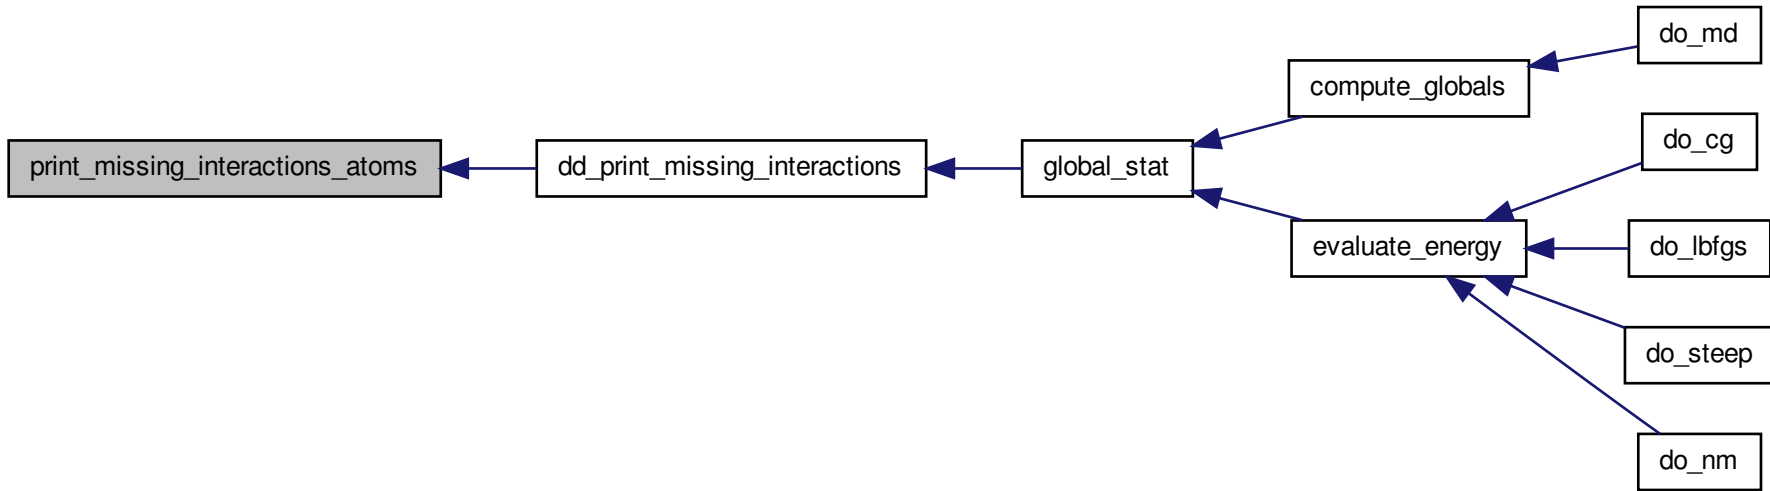 print_missing_interactions_atoms
dd_print_missing_interactions
global_stat
compute_globals
do_md
evaluate_energy
do_cg
do_lbfgs
do_steep
do_nm